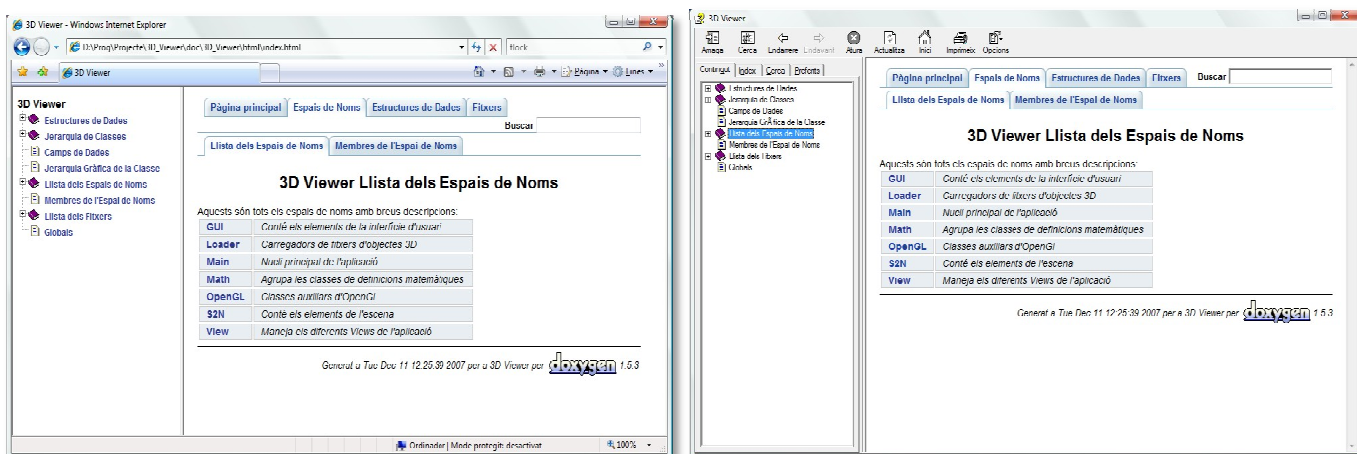 3D Viewer - Windows Internet Explorer
D:\Prog\Projecte\3D_Viewer\doc\3D_Viewer\html\index.html
flock
3D Viewer
Página
3D Viewer
Estructures de Dades
Jerarquia de Classes
Camps de Dades
Jerarquia Gràfica de la Classe
Llista dels Espais de Noms
Membres de l'Espai de Noms
Llista dels Fitxers
Globals
Pàgina principal Espais de Noms Estructures de Dades Fitxers
Buscar
Llista dels Espais de Noms Membres de l'Espai de Noms
3D Viewer Llista dels Espais de Noms
Aquests són tots els espais de noms amb breus descripcions:
GUI Conté els elements de la interfície d'usuari
Loader Carregadors de fitxers d'objectes 3D
Main Nucli principal de l'aplicació
Math Agrupa les classes de definicions matemàtiques
OpenGL Classes auxiliars d'OpenGl
S2N Conté els elements de l'escena
View Maneja els diferents Views de l'aplicació
Generat a Tue Dec 11 12:25:39 2007 per a 3D Viewer per doxygen 1.5.3
Ordinador | Mode protegit: desactivat 100%
3D Viewer
Amaga Cerca Endarrere Endavant Atura Actualitza Inici Imprimeix Opcions
Contingut Index Cerca Preferits
Estructures de Dades
Jerarquia de Classes
Camps de Dades
Jerarquia GrÃ fica de la Classe
Llista dels Espais de Noms
Membres de l'Espai de Noms
Llista dels Fitxers
Globals
Pàgina principal Espais de Noms Estructures de Dades Fitxers Buscar
Llista dels Espais de Noms Membres de l'Espai de Noms
3D Viewer Llista dels Espais de Noms
Aquests són tots els espais de noms amb breus descripcions:
GUI Conté els elements de la interfície d'usuari
Loader Carregadors de fitxers d'objectes 3D
Main Nucli principal de l'aplicació
Math Agrupa les classes de definicions matemàtiques
OpenGL Classes auxiliars d'OpenGl
S2N Conté els elements de l'escena
View Maneja els diferents Views de l'aplicació
Generat a Tue Dec 11 12:25:39 2007 per a 3D Viewer per doxygen 1.5.3